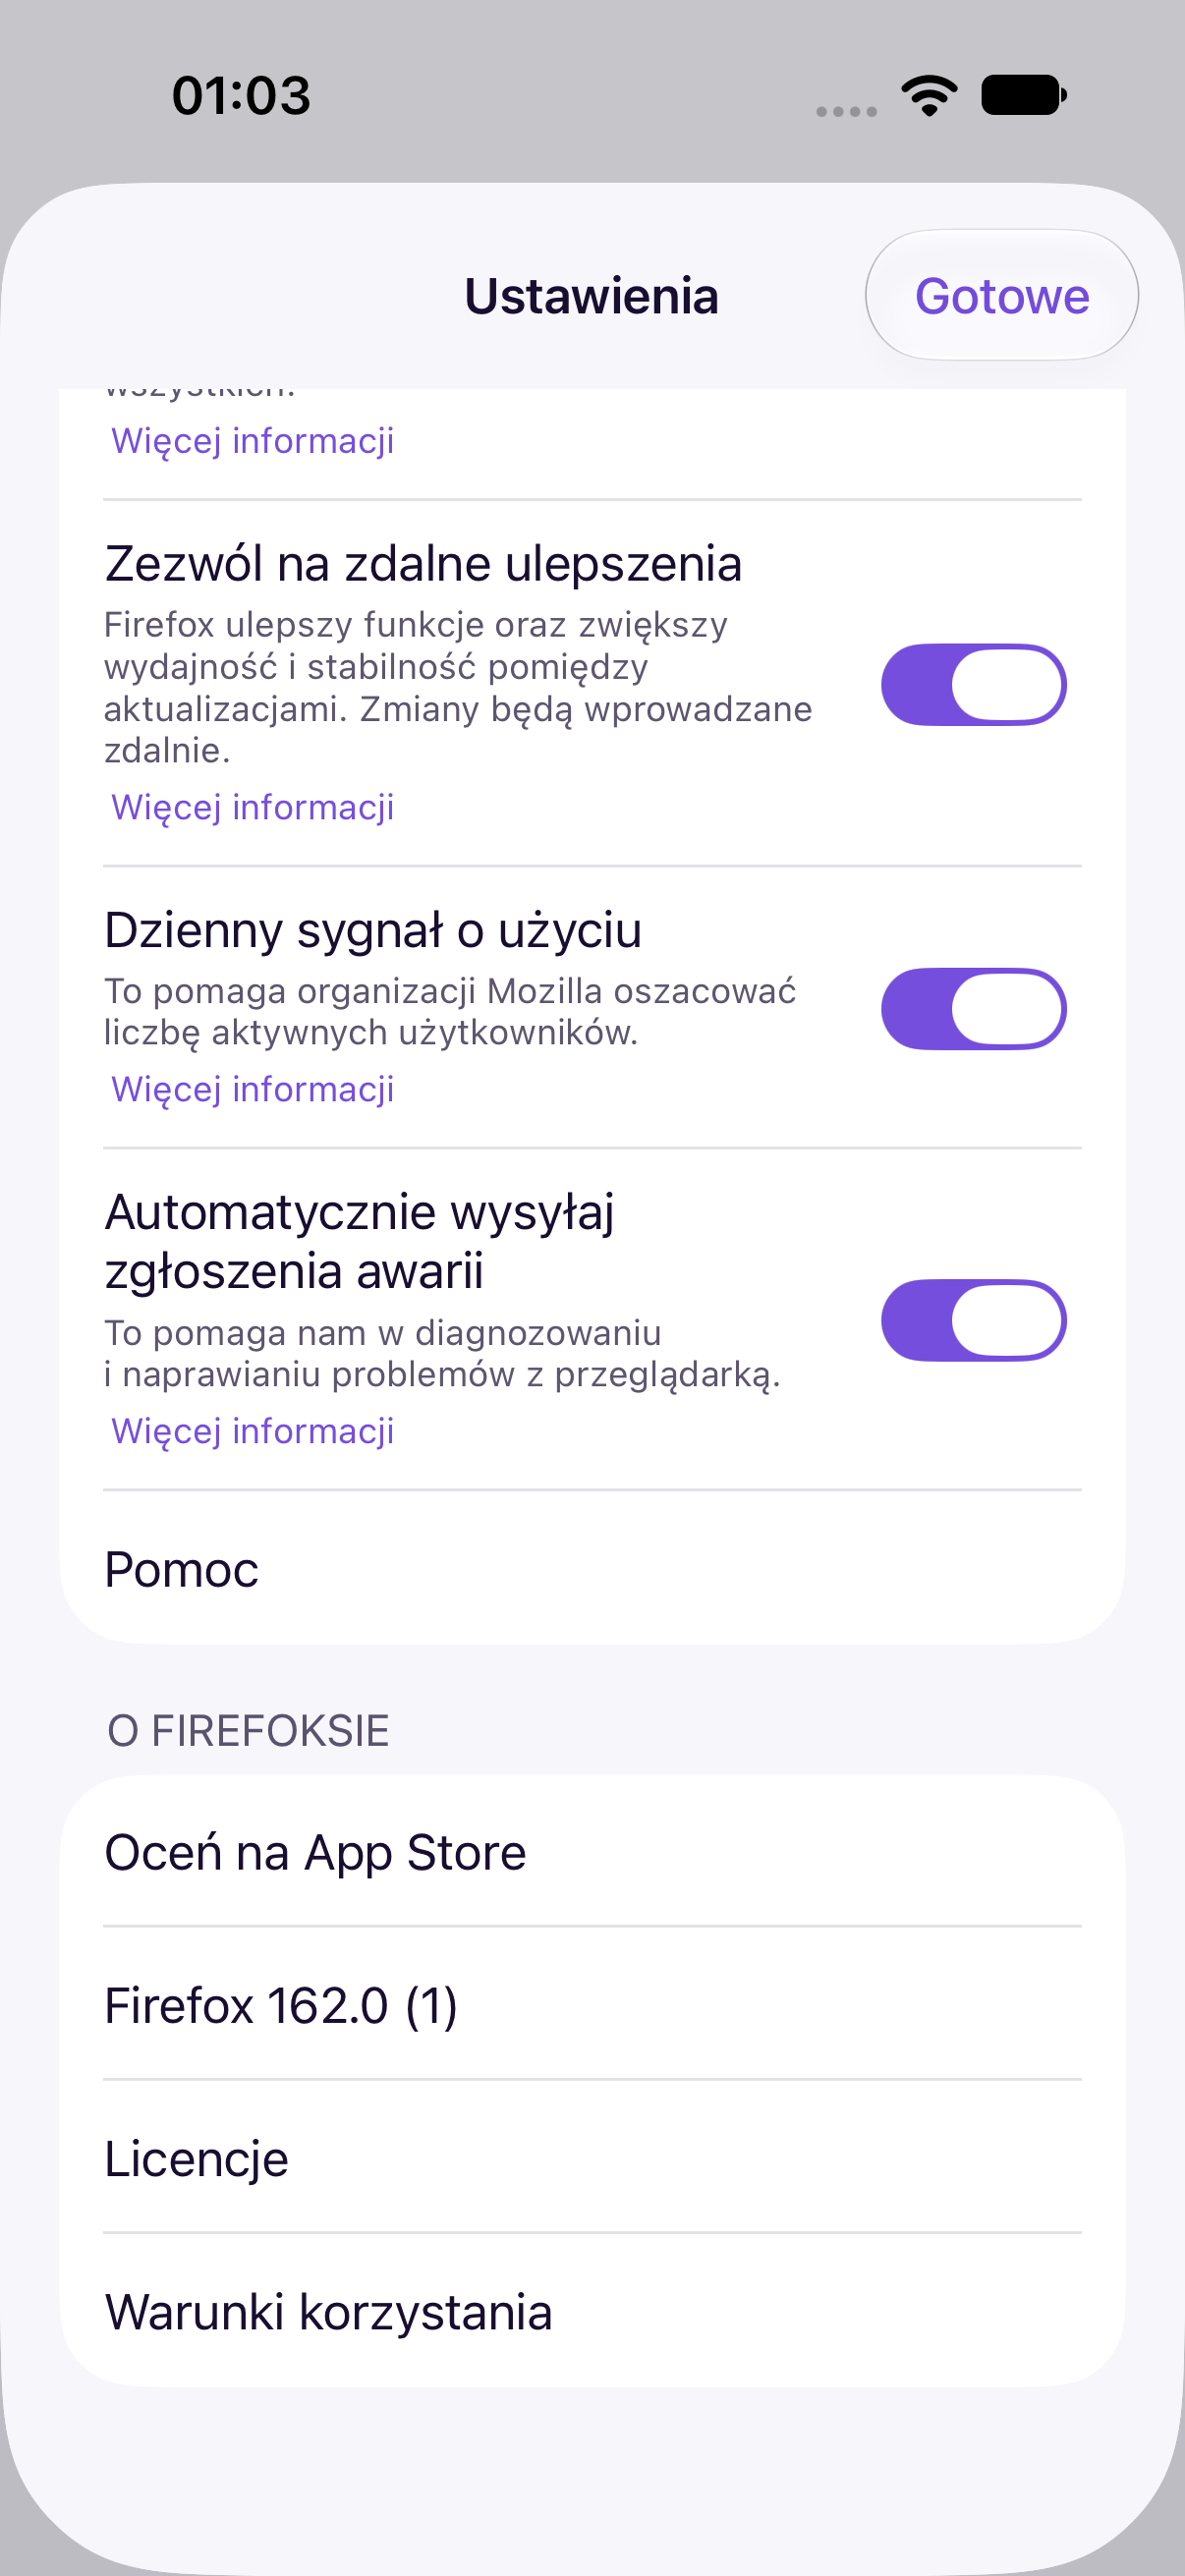 01:03
Ustawienia
Gotowe
Więcej informacji
Zezwól na zdalne ulepszenia
Firefox ulepszy funkcje oraz zwiększy
wydajność i stabilność pomiędzy
aktualizacjami. Zmiany będą wprowadzane
zdalnie.
Więcej informacji
Dzienny sygnał o użyciu
To pomaga organizacji Mozilla oszacować
liczbę aktywnych użytkowników.
Więcej informacji
Automatycznie wysyłaj
zgłoszenia awarii
To pomaga nam w diagnozowaniu
i naprawianiu problemów z przeglądarką.
Więcej informacji
Pomoc
O FIREFOKSIE
Oceń na App Store
Firefox 162.0 (1)
Licencje
Warunki korzystania